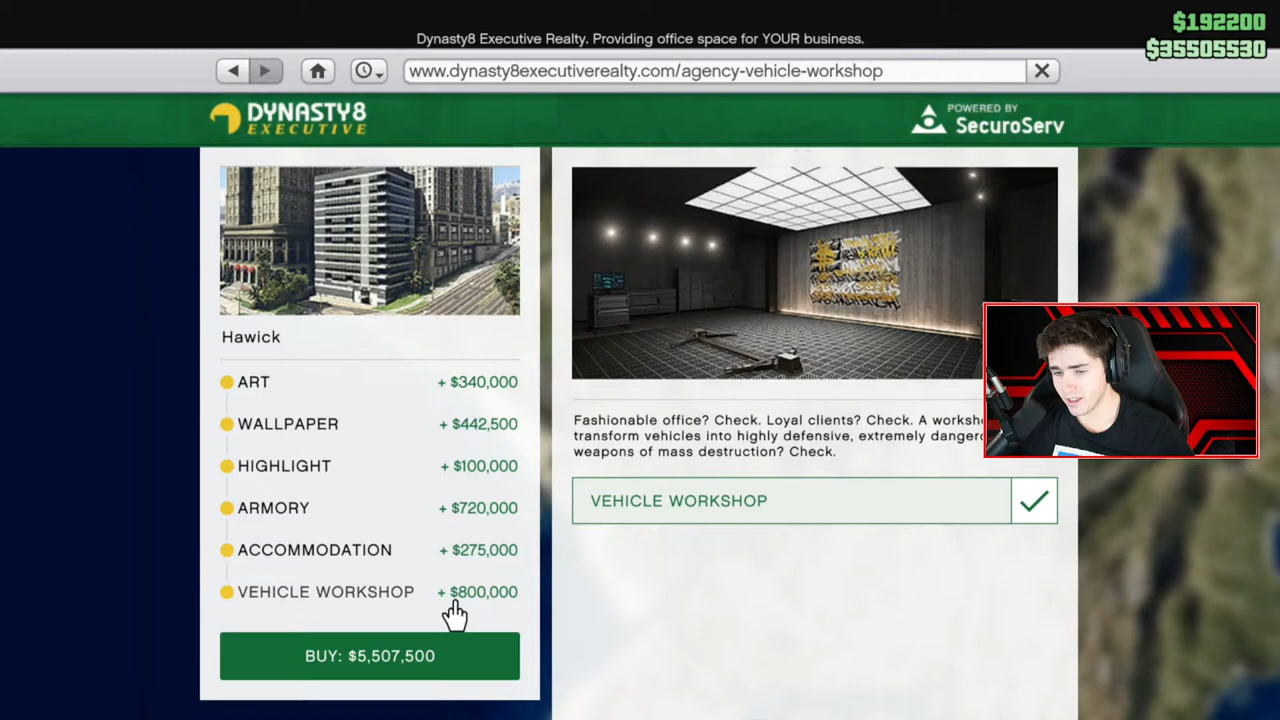 $192200
$35505530
Dynasty8 Executive Realty. Providing office space for YOUR business.
www.dynasty8executiverealty.com/agency-vehicle-workshop
DYNASTY8
EXECUTIVE
POWERED BY
SecuroServ
Hawick
ART + $340,000
WALLPAPER + $442,500
HIGHLIGHT + $100,000
ARMORY + $720,000
ACCOMMODATION + $275,000
VEHICLE WORKSHOP + $800,000
BUY: $5,507,500
Fashionable office? Check. Loyal clients? Check. A
transform vehicles into highly defensive, extremely
weapons of mass destruction? Check.
VEHICLE WORKSHOP